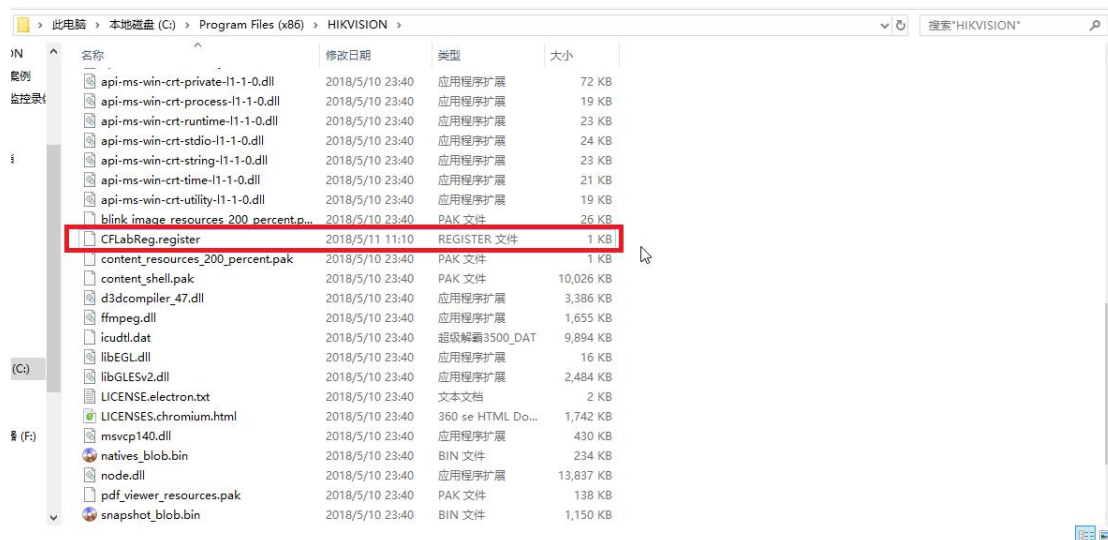 此电脑 › 本地磁盘 (C:) › Program Files (x86) › HIKVISION › 搜索"HIKVISION"
名称 修改日期 类型 大小
api-ms-win-crt-private-l1-1-0.dll 2018/5/10 23:40 应用程序扩展 72 KB
api-ms-win-crt-process-l1-1-0.dll 2018/5/10 23:40 应用程序扩展 19 KB
api-ms-win-crt-runtime-l1-1-0.dll 2018/5/10 23:40 应用程序扩展 23 KB
api-ms-win-crt-stdio-l1-1-0.dll 2018/5/10 23:40 应用程序扩展 24 KB
api-ms-win-crt-string-l1-1-0.dll 2018/5/10 23:40 应用程序扩展 23 KB
api-ms-win-crt-time-l1-1-0.dll 2018/5/10 23:40 应用程序扩展 21 KB
api-ms-win-crt-utility-l1-1-0.dll 2018/5/10 23:40 应用程序扩展 19 KB
blink_image_resources_200_percent.p... 2018/5/10 23:40 PAK 文件 26 KB
CFLabReg.register 2018/5/11 11:10 REGISTER 文件 1 KB
content_resources_200_percent.pak 2018/5/10 23:40 PAK 文件 1 KB
content_shell.pak 2018/5/10 23:40 PAK 文件 10,026 KB
d3dcompiler_47.dll 2018/5/10 23:40 应用程序扩展 3,386 KB
ffmpeg.dll 2018/5/10 23:40 应用程序扩展 1,655 KB
icudtl.dat 2018/5/10 23:40 超级解霸3500_DAT 9,894 KB
libEGL.dll 2018/5/10 23:40 应用程序扩展 16 KB
(C:) libGLESv2.dll 2018/5/10 23:40 应用程序扩展 2,484 KB
LICENSE.electron.txt 2018/5/10 23:40 文本文档 2 KB
LICENSES.chromium.html 2018/5/10 23:40 360 se HTML Do... 1,742 KB
(F:) msvcp140.dll 2018/5/10 23:40 应用程序扩展 430 KB
natives_blob.bin 2018/5/10 23:40 BIN 文件 234 KB
node.dll 2018/5/10 23:40 应用程序扩展 13,837 KB
pdf_viewer_resources.pak 2018/5/10 23:40 PAK 文件 138 KB
snapshot_blob.bin 2018/5/10 23:40 BIN 文件 1,150 KB